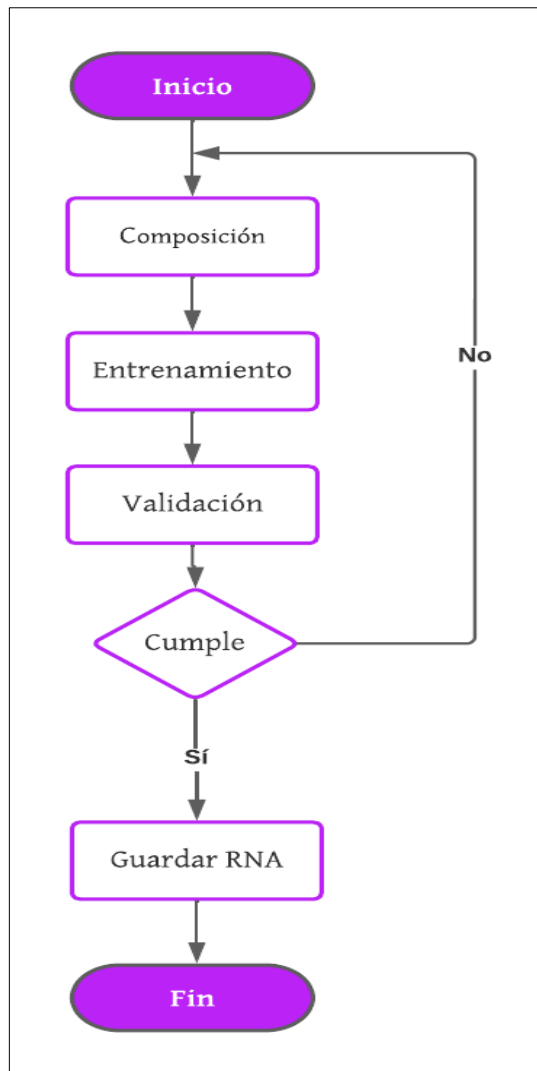 Inicio
Composición
Entrenamiento
No
Validación
Cumple
Sí
Guardar RNA
Fin